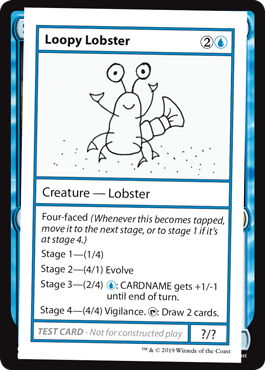 Loopy Lobster 2
Creature — Lobster
Four-faced (Whenever this becomes tapped,
move it to the next stage, or to stage 1 if it's
at stage 4.)
Stage 1—(1/4)
Stage 2—(4/1) Evolve
Stage 3—(2/4) : CARDNAME gets +1/-1
until end of turn.
Stage 4—(4/4) Vigilance. : Draw 2 cards.
TEST CARD - Not for constructed play ?/?
™ & © 2019 Wizards of the Coast